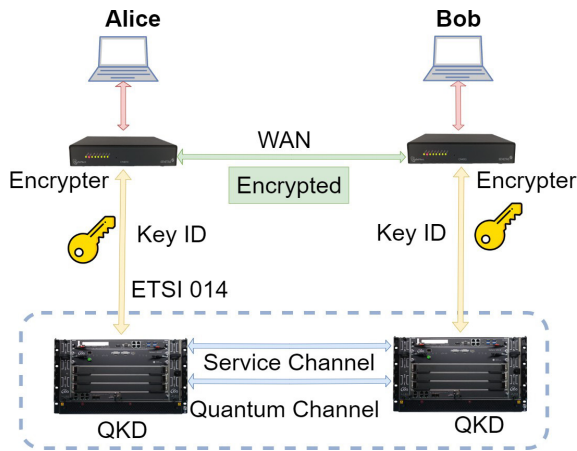 Alice
Bob
WAN
Encrypter
Encrypted
Encrypter
Key ID
Key ID
ETSI 014
Service Channel
Quantum Channel
QKD
QKD